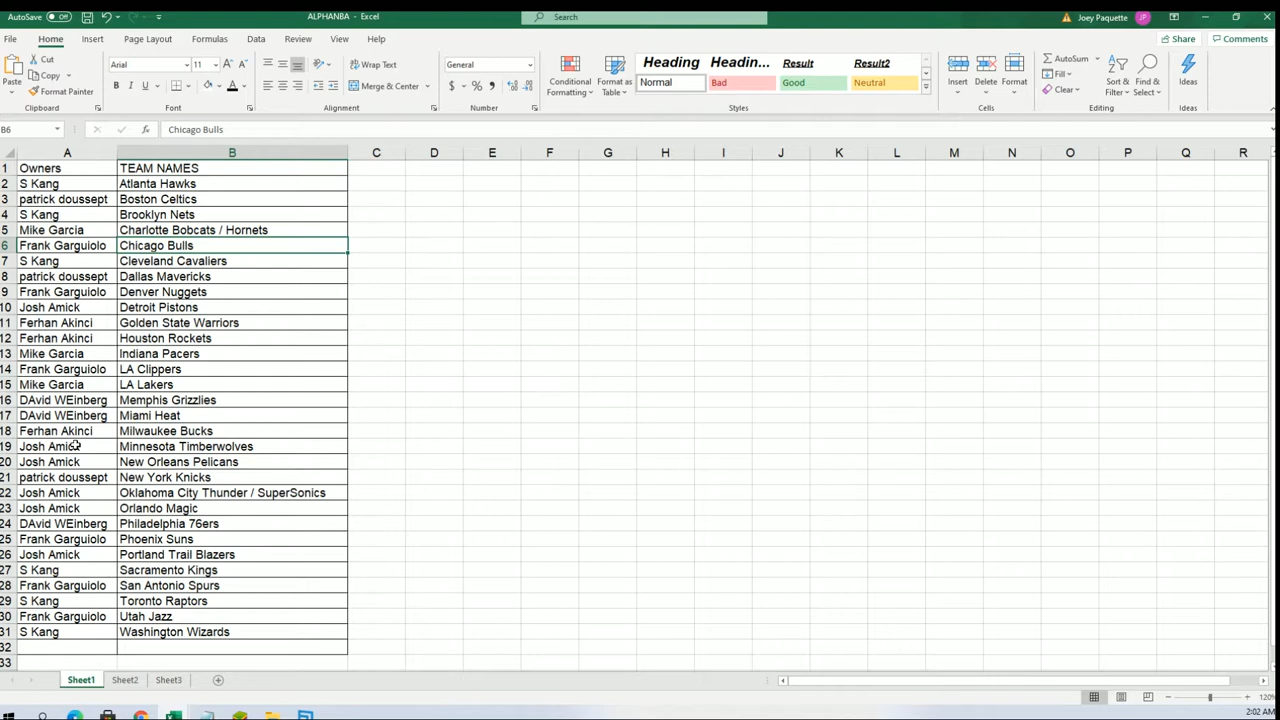 AutoSave Off ALPHANBA - Excel Search Joey Paquette JP
File Home Insert Page Layout Formulas Data Review View Help Share Comments
Cut
Copy
Format Painter
Paste
Clipboard
Arial 11
B I U
Font
Wrap Text
Merge & Center
Alignment
General
$ % ,
Number
Conditional Formatting
Format as Table
Heading Headin... Result Result2
Normal Bad Good Neutral
Styles
Insert Delete Format
Cells
AutoSum
Fill
Clear
Sort & Filter
Find & Select
Editing
Ideas
Ideas
B6 fx Chicago Bulls
A B C D E F G H I J K L M N O P Q R
1 Owners TEAM NAMES
2 S Kang Atlanta Hawks
3 patrick doussept Boston Celtics
4 S Kang Brooklyn Nets
5 Mike Garcia Charlotte Bobcats / Hornets
6 Frank Garguiolo Chicago Bulls
7 S Kang Cleveland Cavaliers
8 patrick doussept Dallas Mavericks
9 Frank Garguiolo Denver Nuggets
10 Josh Amick Detroit Pistons
11 Ferhan Akinci Golden State Warriors
12 Ferhan Akinci Houston Rockets
13 Mike Garcia Indiana Pacers
14 Frank Garguiolo LA Clippers
15 Mike Garcia LA Lakers
16 DAvid WEinberg Memphis Grizzlies
17 DAvid WEinberg Miami Heat
18 Ferhan Akinci Milwaukee Bucks
19 Josh Amick Minnesota Timberwolves
20 Josh Amick New Orleans Pelicans
21 patrick doussept New York Knicks
22 Josh Amick Oklahoma City Thunder / SuperSonics
23 Josh Amick Orlando Magic
24 DAvid WEinberg Philadelphia 76ers
25 Frank Garguiolo Phoenix Suns
26 Josh Amick Portland Trail Blazers
27 S Kang Sacramento Kings
28 Frank Garguiolo San Antonio Spurs
29 S Kang Toronto Raptors
30 Frank Garguiolo Utah Jazz
31 S Kang Washington Wizards
32
33
Sheet1 Sheet2 Sheet3
120%
2:02 AM